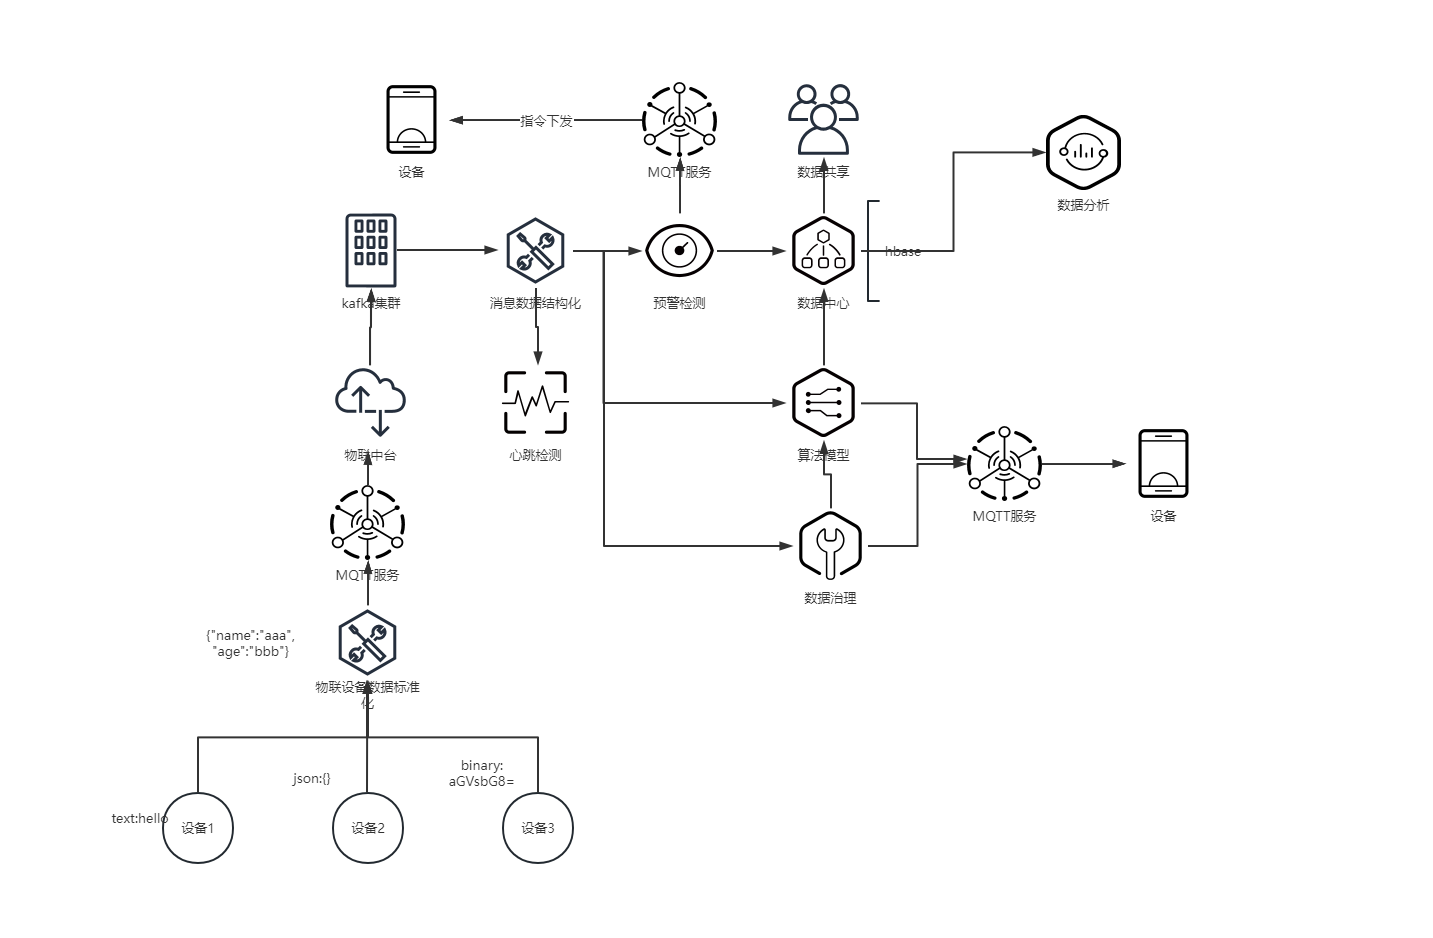 指令下发
设备
MQTT服务
数据共享
数据分析
hbase
kafka集群
消息数据结构化
预警检测
数据中心
物联中台
心跳检测
算法模型
MQTT服务
设备
MQTT服务
数据治理
{"name":"aaa",
"age":"bbb"}
物联设备数据标准
化
json:{}
binary:
aGVsbG8=
text:hello
设备1
设备2
设备3